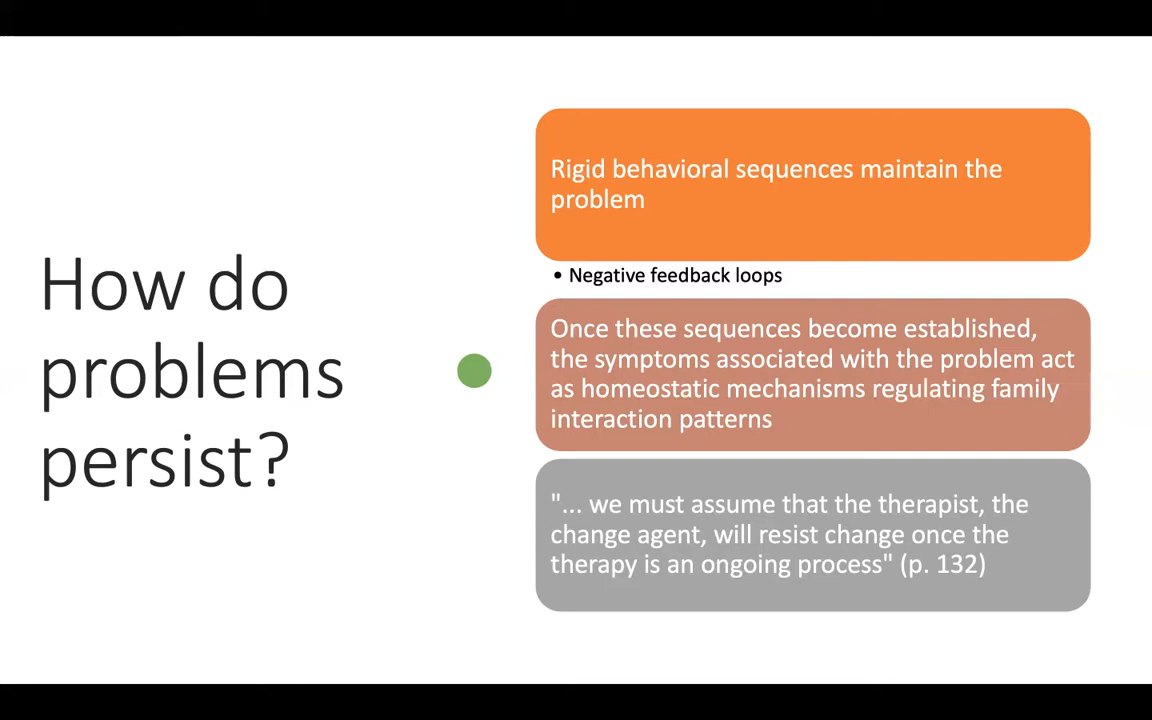 How do
problems
persist?
Rigid behavioral sequences maintain the
problem
• Negative feedback loops
Once these sequences become established,
the symptoms associated with the problem act
as homeostatic mechanisms regulating family
interaction patterns
"... we must assume that the therapist, the
change agent, will resist change once the
therapy is an ongoing process" (p. 132)